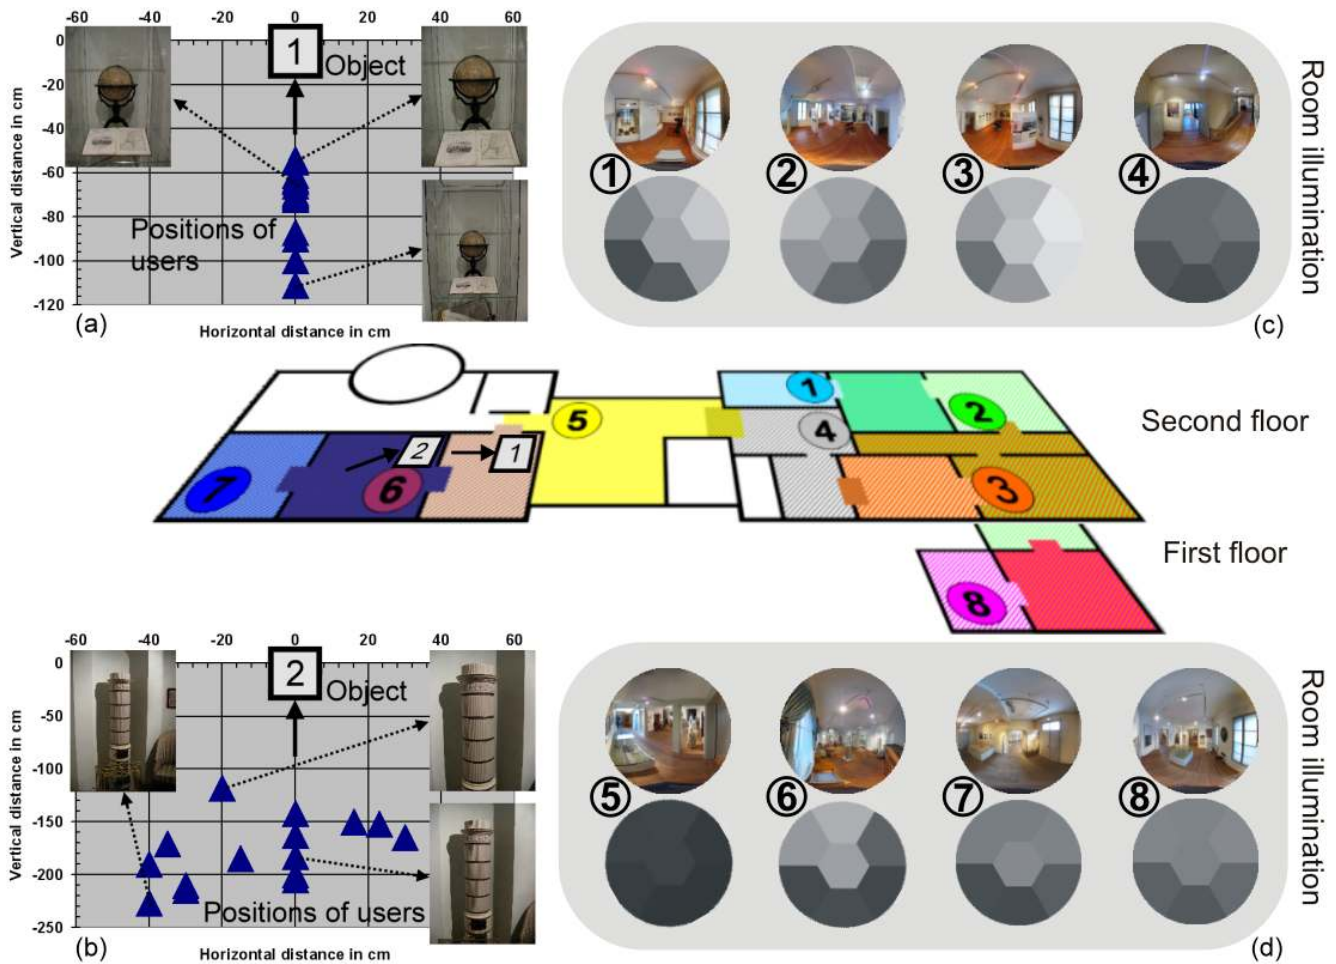 -60 -40 -20 0 20 40 60
0
-20
-40
-60
-80
-100
-120
Vertical distance in cm
1
Object
Positions of
users
(a)
Horizontal distance in cm
1 2 3 4
Room illumination
(c)
5
1
2
4
2 1
7 6
3
8
Second floor
First floor
-60 -40 -20 0 20 40 60
0
-50
-100
-150
-200
-250
Vertical distance in cm
2
Object
Positions of users
(b)
Horizontal distance in cm
5 6 7 8
Room illumination
(d)